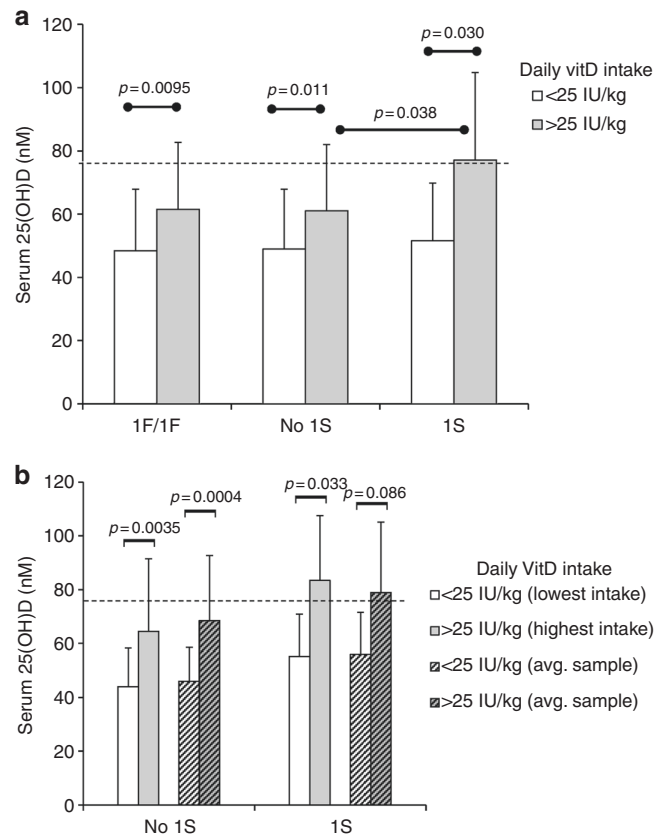 a
120
100
80
60
40
20
0
Serum 25(OH)D (nM)
p=0.0095
p=0.011
p=0.038
p=0.030
Daily vitD intake
<25 IU/kg
>25 IU/kg
1F/1F
No 1S
1S
b
120
100
80
60
40
20
0
Serum 25(OH)D (nM)
p=0.0035
p=0.0004
p=0.033
p=0.086
Daily VitD intake
<25 IU/kg (lowest intake)
>25 IU/kg (highest intake)
<25 IU/kg (avg. sample)
>25 IU/kg (avg. sample)
No 1S
1S